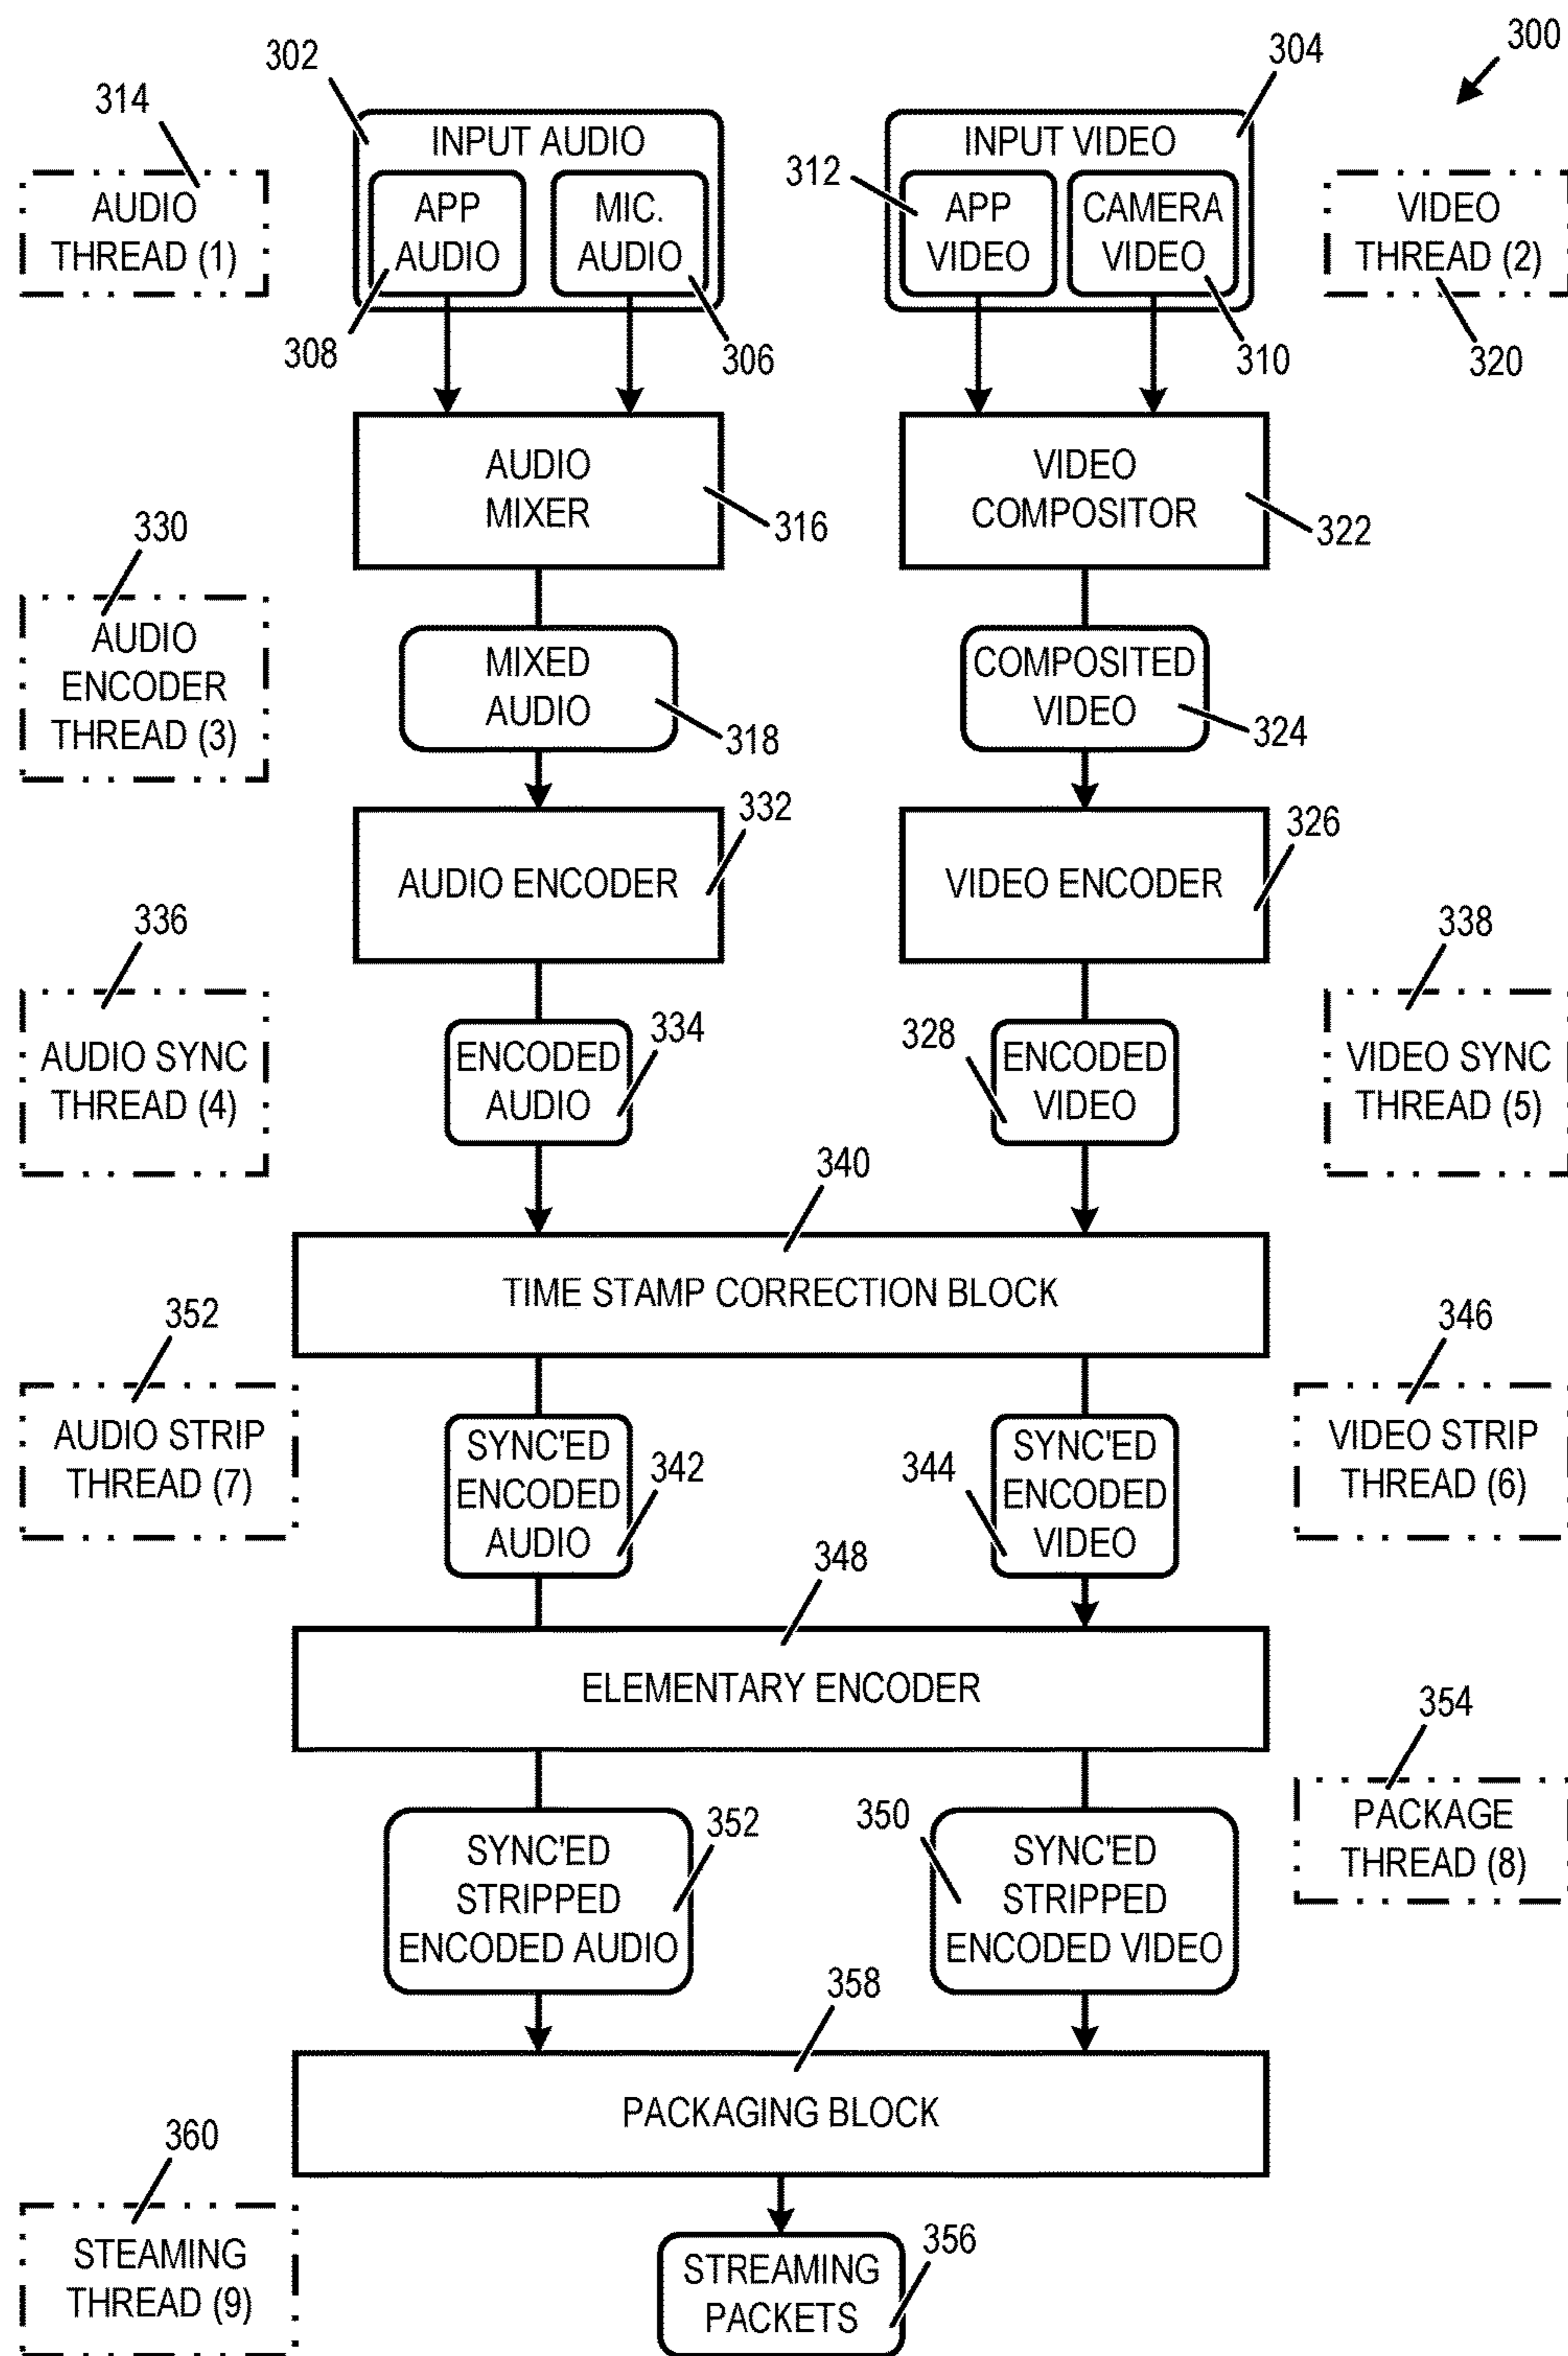 300
302
304
314
INPUT AUDIO
INPUT VIDEO
312
AUDIO
THREAD (1)
APP
AUDIO
MIC.
AUDIO
APP
VIDEO
CAMERA
VIDEO
VIDEO
THREAD (2)
308
306
310
320
AUDIO
MIXER
316
VIDEO
COMPOSITOR
322
330
AUDIO
ENCODER
THREAD (3)
MIXED
AUDIO
318
COMPOSITED
VIDEO
324
332
326
AUDIO ENCODER
VIDEO ENCODER
336
338
AUDIO SYNC
THREAD (4)
ENCODED
AUDIO
334
328
ENCODED
VIDEO
VIDEO SYNC
THREAD (5)
340
TIME STAMP CORRECTION BLOCK
352
346
AUDIO STRIP
THREAD (7)
SYNC'ED
ENCODED
AUDIO
342
344
SYNC'ED
ENCODED
VIDEO
VIDEO STRIP
THREAD (6)
348
ELEMENTARY ENCODER
354
SYNC'ED
STRIPPED
ENCODED AUDIO
352
350
SYNC'ED
STRIPPED
ENCODED VIDEO
PACKAGE
THREAD (8)
358
PACKAGING BLOCK
360
STEAMING
THREAD (9)
STREAMING
PACKETS
356